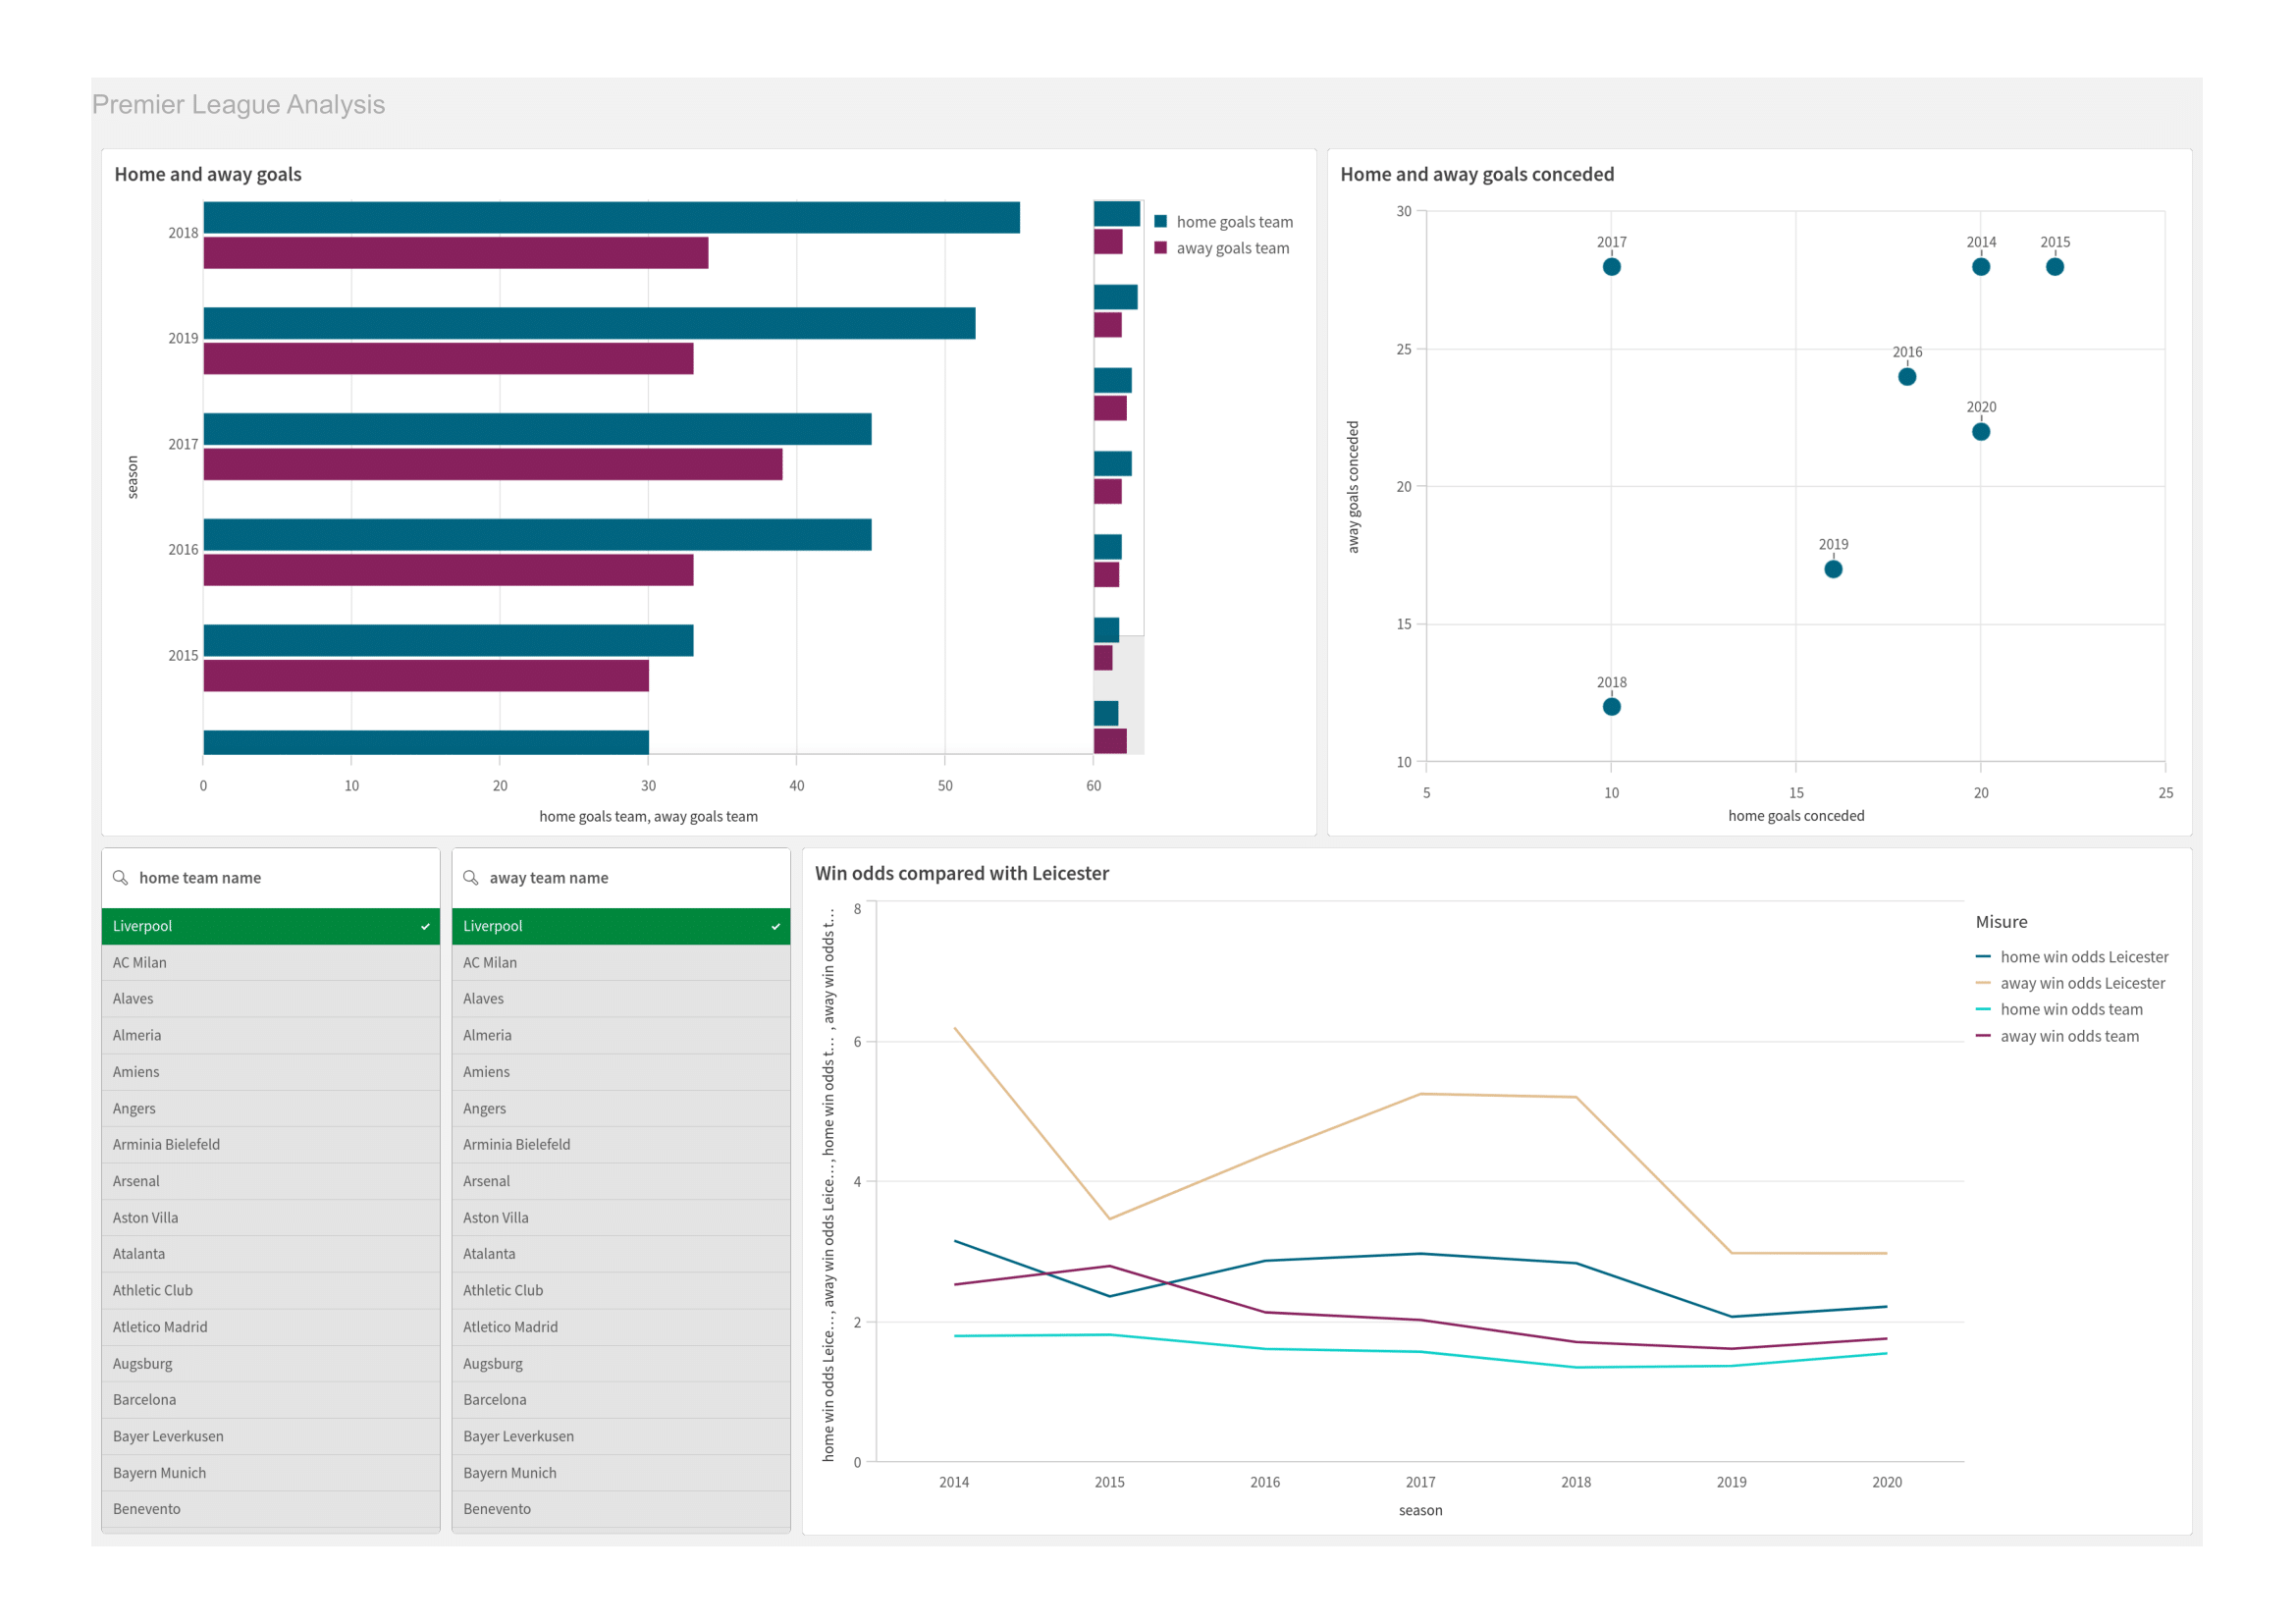 Premier League Analysis
Home and away goals
2018
2019
2017
2016
2015
season
0 10 20 30 40 50 60
home goals team, away goals team
home goals team
away goals team
Home and away goals conceded
30
25
20
15
10
away goals conceded
2017
2014
2015
2016
2020
2019
2018
5 10 15 20 25
home goals conceded
home team name
Liverpool
AC Milan
Alaves
Almeria
Amiens
Angers
Arminia Bielefeld
Arsenal
Aston Villa
Atalanta
Athletic Club
Atletico Madrid
Augsburg
Barcelona
Bayer Leverkusen
Bayern Munich
Benevento
away team name
Liverpool
AC Milan
Alaves
Almeria
Amiens
Angers
Arminia Bielefeld
Arsenal
Aston Villa
Atalanta
Athletic Club
Atletico Madrid
Augsburg
Barcelona
Bayer Leverkusen
Bayern Munich
Benevento
Win odds compared with Leicester
home win odds Leice…, away win odds Leice…, home win odds t… , away win odds t…
8
6
4
2
0
2014 2015 2016 2017 2018 2019 2020
season
Misure
home win odds Leicester
away win odds Leicester
home win odds team
away win odds team